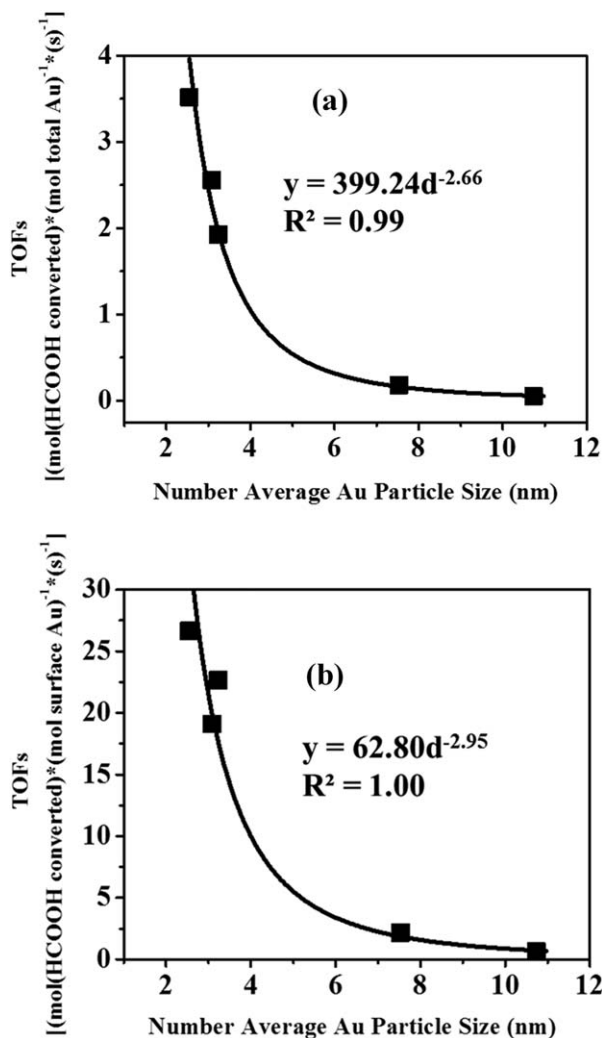 TOFs
[(mol(HCOOH converted)*(mol total Au)⁻¹*(s)⁻¹]
4
3
2
1
0
(a)
y = 399.24d⁻²·⁶⁶
R² = 0.99
2 4 6 8 10 12
Number Average Au Particle Size (nm)
TOFs
[(mol(HCOOH converted)*(mol surface Au)⁻¹*(s)⁻¹]
30
25
20
15
10
5
0
(b)
y = 62.80d⁻²·⁹⁵
R² = 1.00
2 4 6 8 10 12
Number Average Au Particle Size (nm)